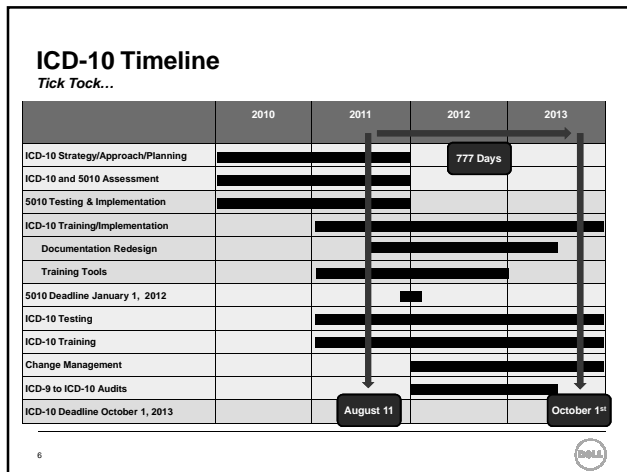 ICD-10 Timeline
Tick Tock…
2010 2011 2012 2013
777 Days
ICD-10 Strategy/Approach/Planning
ICD-10 and 5010 Assessment
5010 Testing & Implementation
ICD-10 Training/Implementation
Documentation Redesign
Training Tools
5010 Deadline January 1, 2012
ICD-10 Testing
ICD-10 Training
Change Management
ICD-9 to ICD-10 Audits
ICD-10 Deadline October 1, 2013
August 11
October 1st
6
DELL